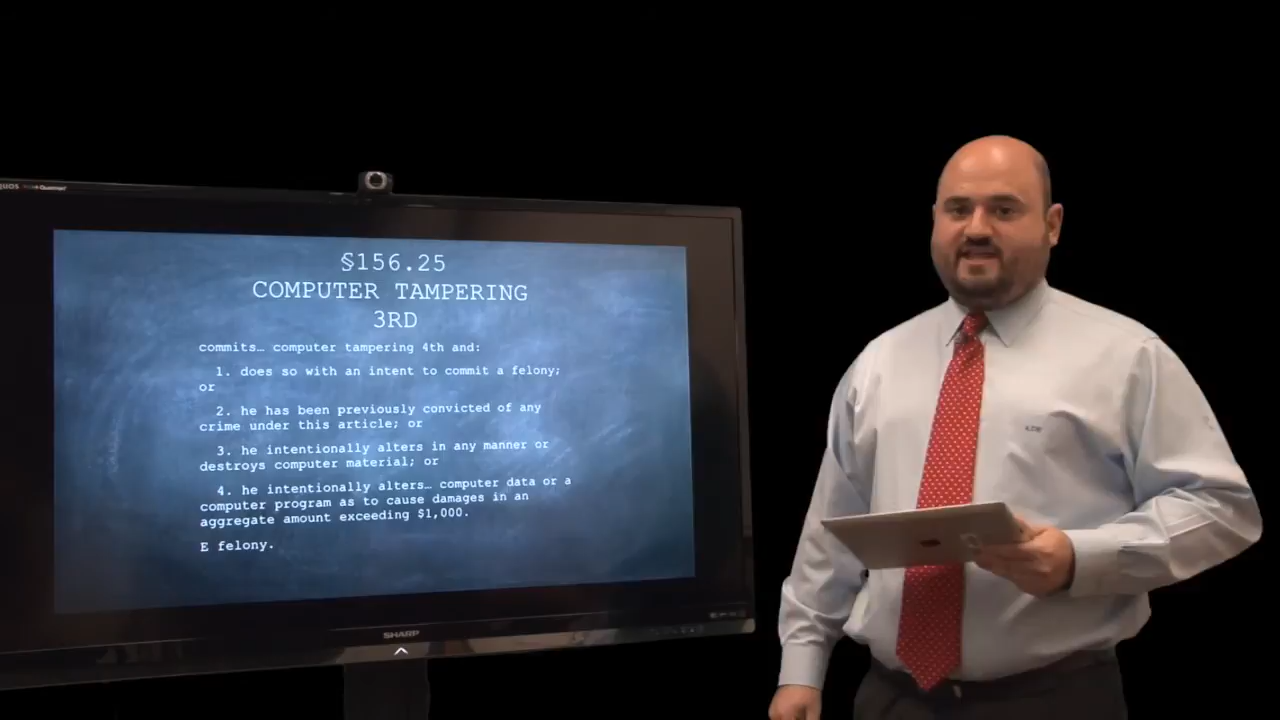 §156.25
COMPUTER TAMPERING
3RD
commits… computer tampering 4th and:
1. does so with an intent to commit a felony;
or
2. he has been previously convicted of any
crime under this article; or
3. he intentionally alters in any manner or
destroys computer material; or
4. he intentionally alters… computer data or a
computer program as to cause damages in an
aggregate amount exceeding $1,000.
E felony.
SHARP